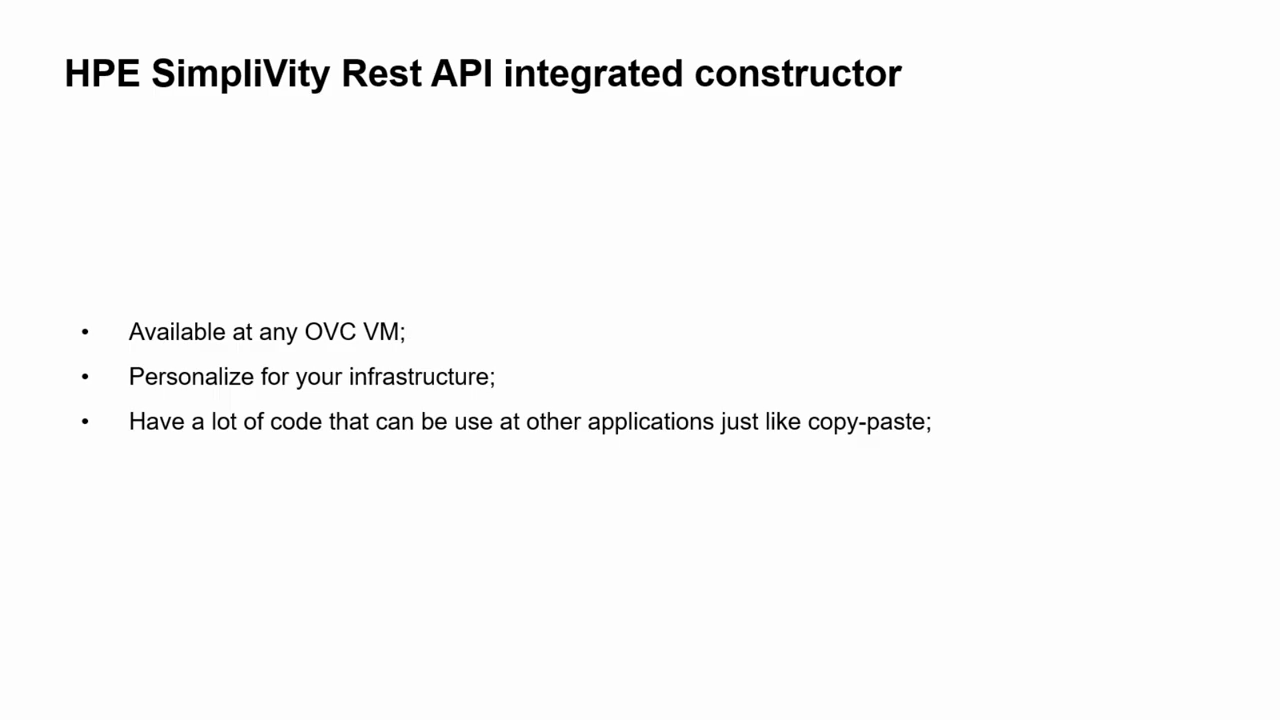 HPE SimpliVity Rest API integrated constructor
• Available at any OVC VM;
• Personalize for your infrastructure;
• Have a lot of code that can be use at other applications just like copy-paste;